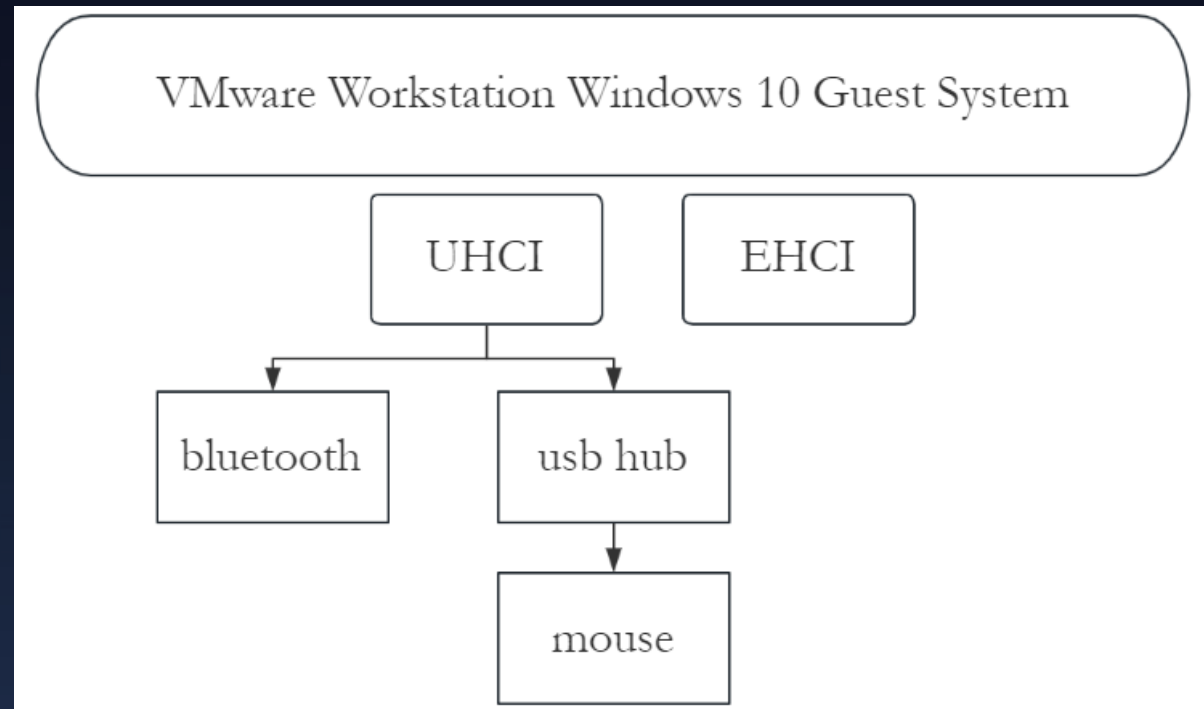 VMware Workstation Windows 10 Guest System
UHCI
EHCI
bluetooth
usb hub
mouse